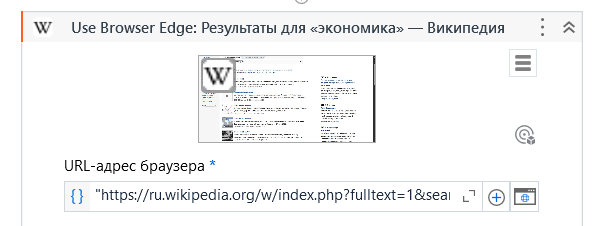 W Use Browser Edge: Результаты для «экономика» — Википедия
W
URL-адрес браузера *
{} "https://ru.wikipedia.org/w/index.php?fulltext=1&sear